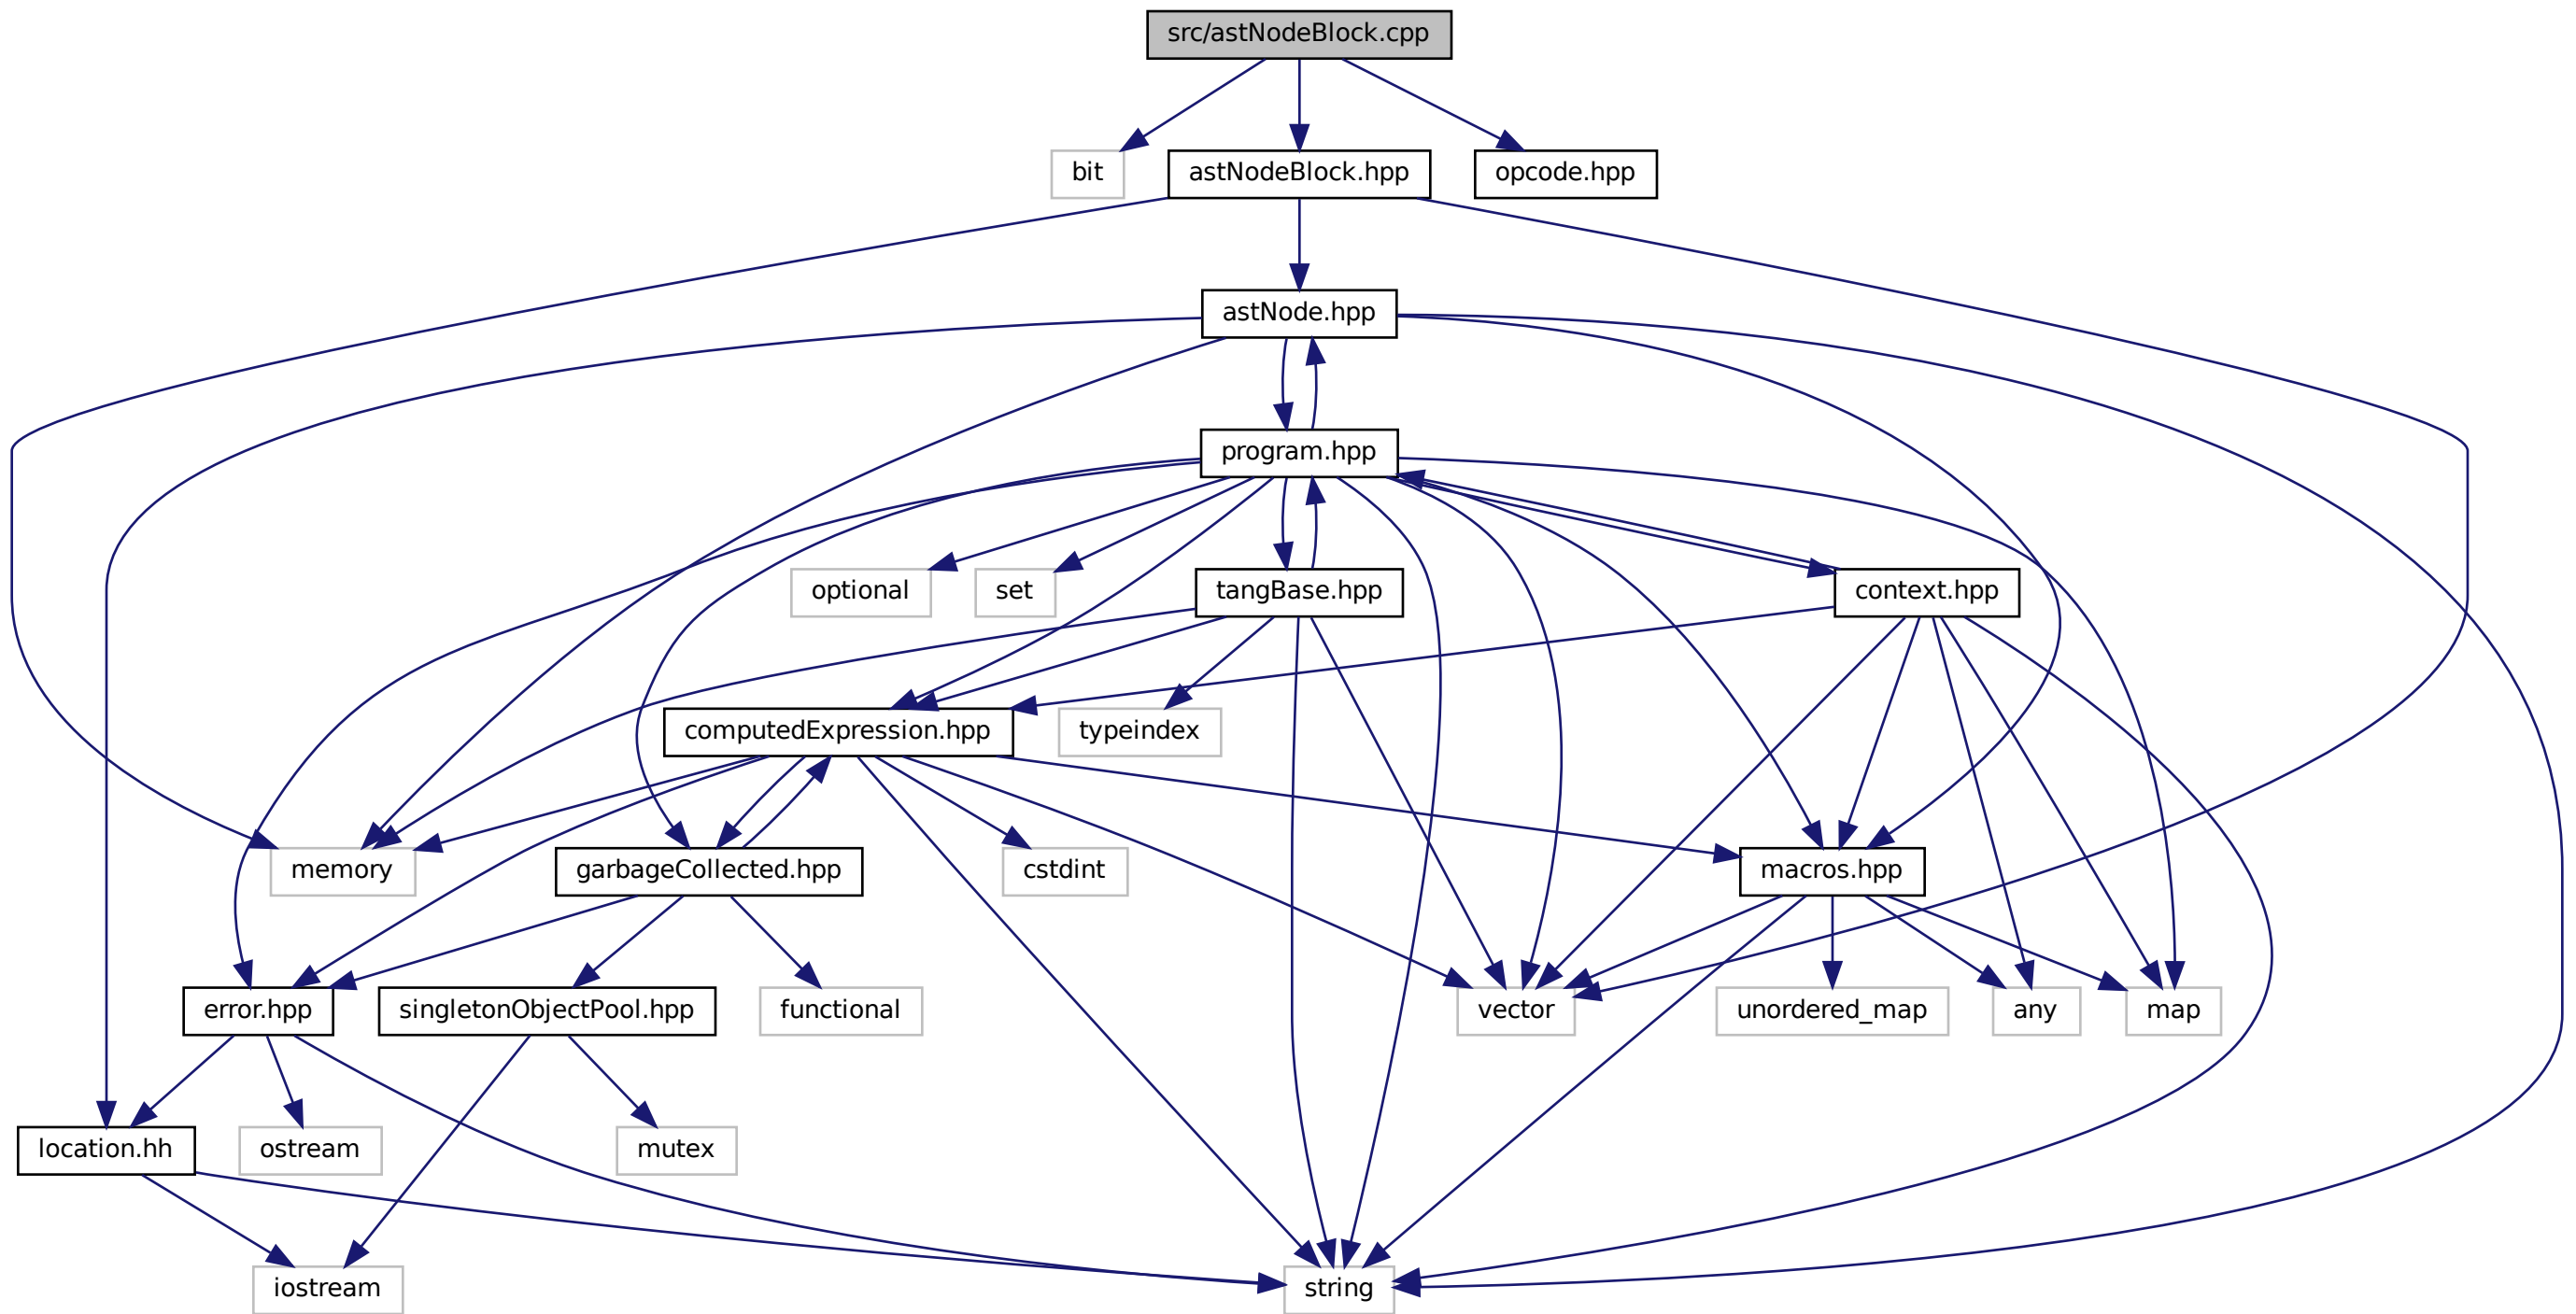 src/astNodeBlock.cpp
bit
astNodeBlock.hpp
opcode.hpp
astNode.hpp
program.hpp
optional
set
tangBase.hpp
context.hpp
computedExpression.hpp
typeindex
memory
garbageCollected.hpp
cstdint
macros.hpp
error.hpp
singletonObjectPool.hpp
functional
vector
unordered_map
any
map
location.hh
ostream
mutex
iostream
string